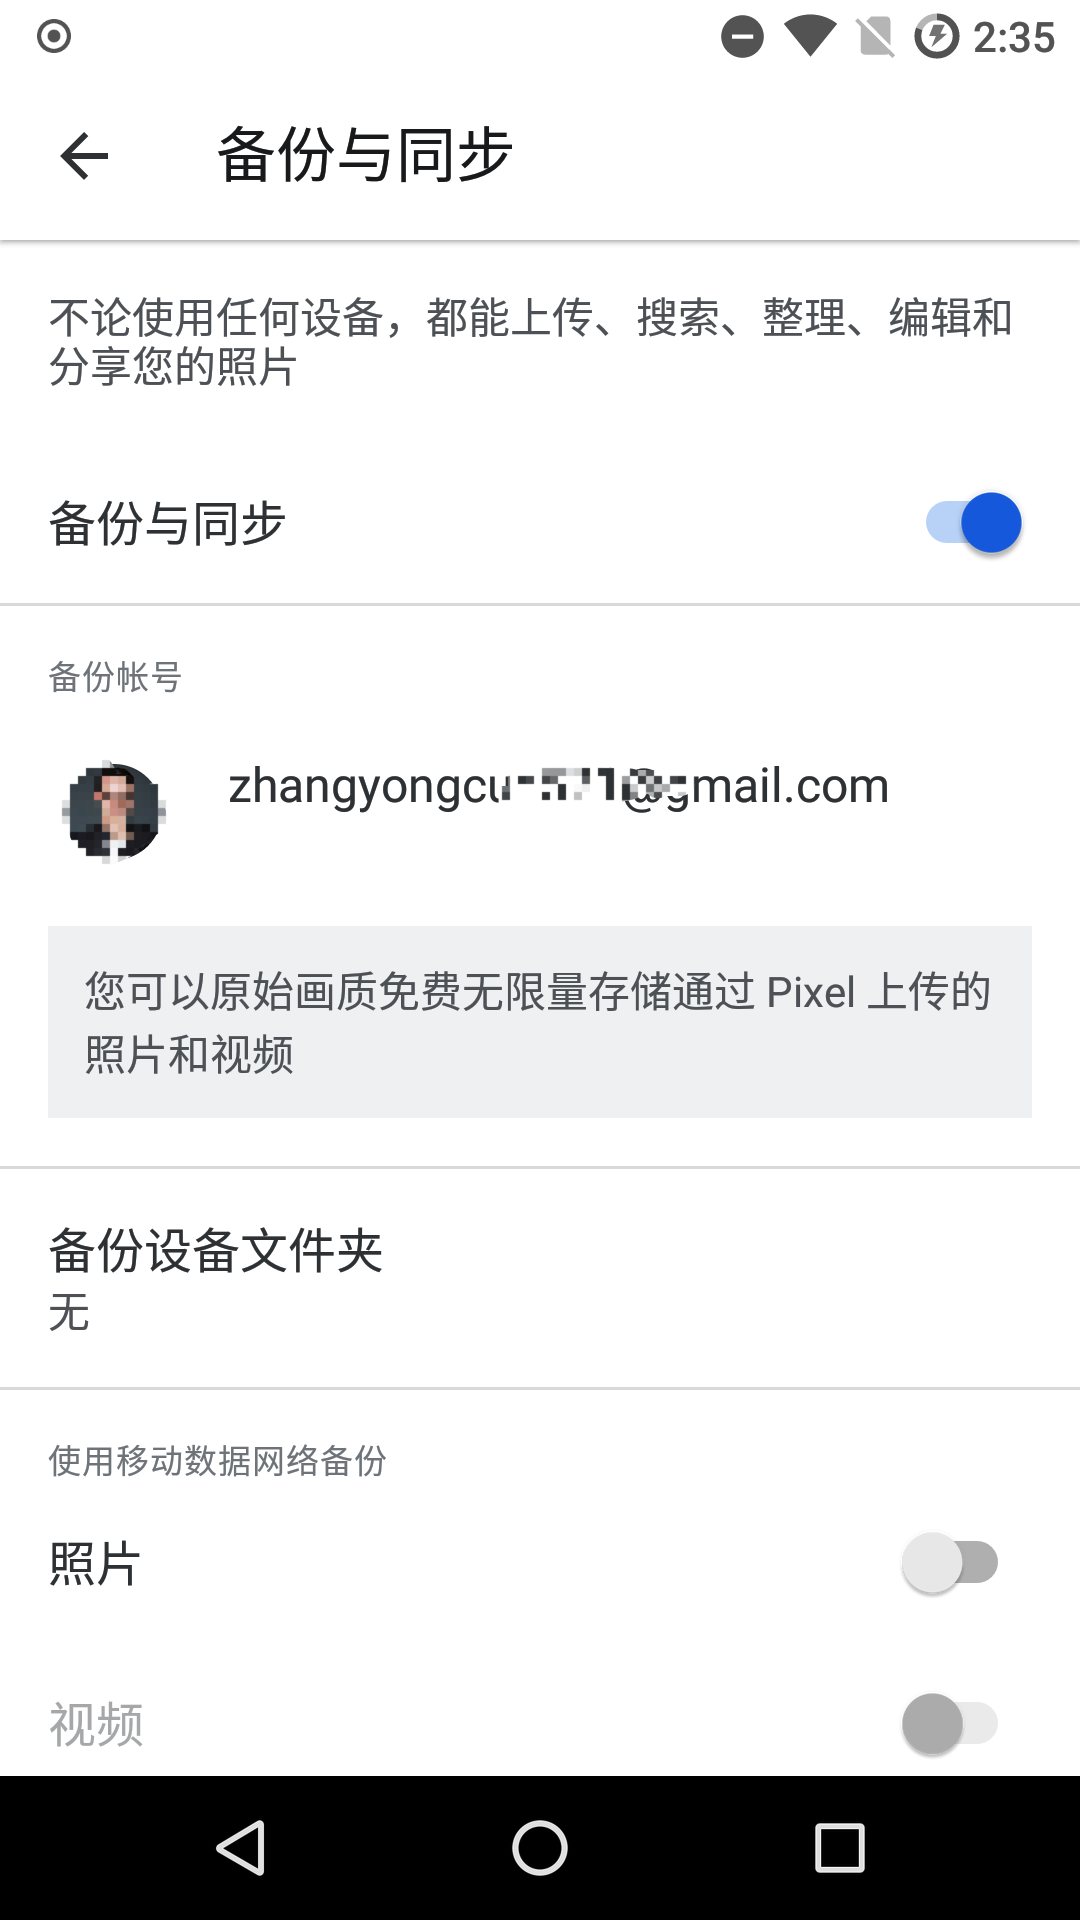 2:35
备份与同步
不论使用任何设备，都能上传、搜索、整理、编辑和
分享您的照片
备份与同步
备份帐号
您可以原始画质免费无限量存储通过 Pixel 上传的
照片和视频
备份设备文件夹
无
使用移动数据网络备份
照片
视频